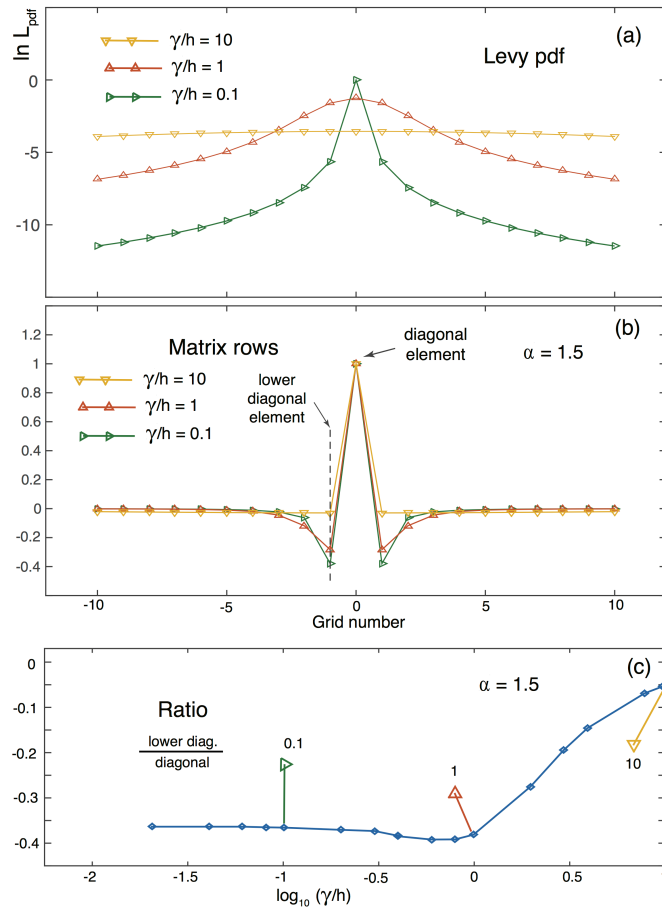 ln L_pdf
(a)
γ/h = 10
γ/h = 1
γ/h = 0.1
Levy pdf
0
-5
-10
(b)
1.2
1
0.8
0.6
0.4
0.2
0
-0.2
-0.4
Matrix rows
γ/h = 10
γ/h = 1
γ/h = 0.1
diagonal
element
α = 1.5
lower
diagonal
element
-10
-5
0
5
10
Grid number
(c)
0
-0.1
-0.2
-0.3
-0.4
Ratio
lower diag.
diagonal
α = 1.5
0.1
1
10
-2
-1.5
-1
-0.5
0
0.5
1
log₁₀ (γ/h)